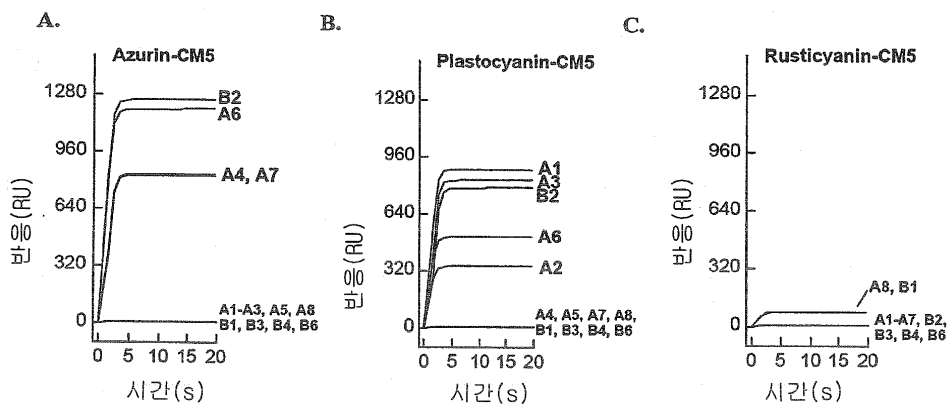 A.
Azurin-CM5
1280
960
640
320
0
반응(RU)
B2
A6
A4, A7
A1-A3, A5, A8
B1, B3, B4, B6
0 5 10 15 20
시간(s)
B.
Plastocyanin-CM5
1280
960
640
320
0
반응(RU)
A1
A3
B2
A6
A2
A4, A5, A7, A8,
B1, B3, B4, B6
0 5 10 15 20
시간(s)
C.
Rusticyanin-CM5
1280
960
640
320
0
반응(RU)
A8, B1
A1-A7, B2,
B3, B4, B6
0 5 10 15 20
시간(s)